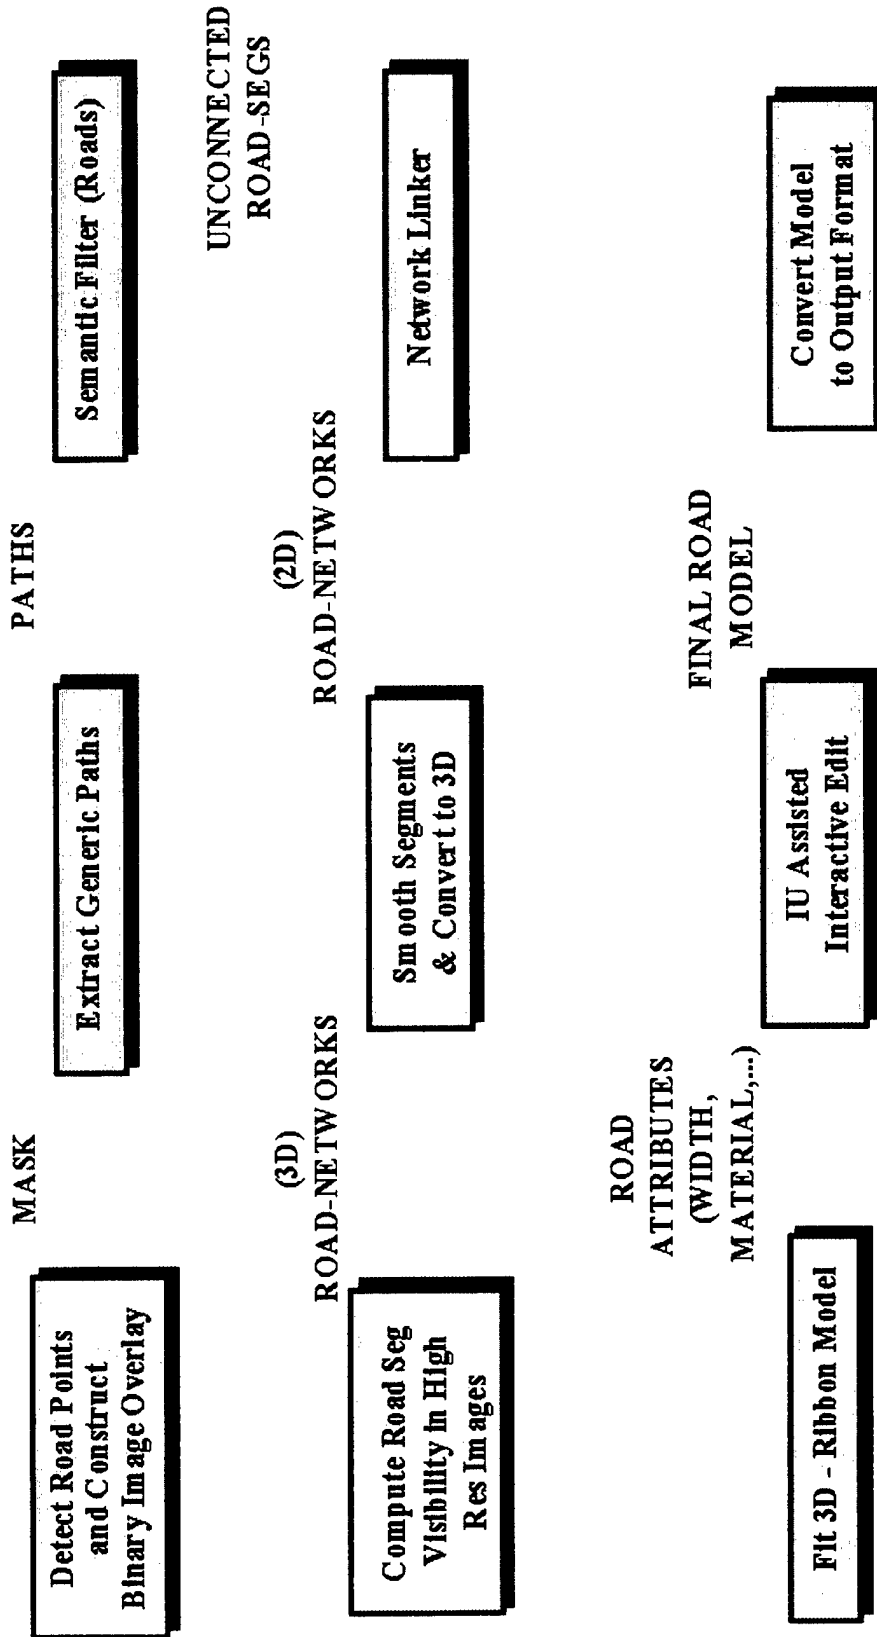 Detect Road Points
and Construct
Binary Image Overlay
MASK
Extract Generic Paths
PATHS
Semantic Filter (Roads)
UNCONNECTED
ROAD-SEGS
Network Linker
(2D)
ROAD-NETWORKS
Smooth Segments
& Convert to 3D
(3D)
ROAD-NETWORKS
Compute Road Seg
Visibility in High
Res Images
Fit 3D - Ribbon Model
ROAD
ATTRIBUTES
(WIDTH,
MATERIAL,...)
IU Assisted
Interactive Edit
FINAL ROAD
MODEL
Convert Model
to Output Format